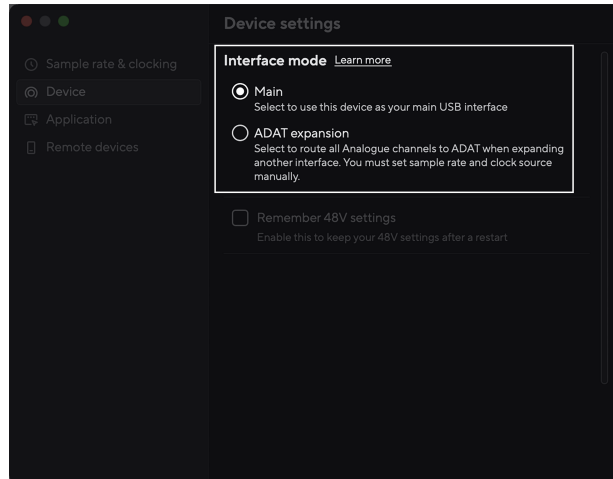 Device settings
Interface mode Learn more
Sample rate & clocking
Device
Application
Remote devices
Main
Select to use this device as your main USB interface
ADAT expansion
Select to route all Analogue channels to ADAT when expanding
another interface. You must set sample rate and clock source
manually.
Remember 48V settings
Enable this to keep your 48V settings after a restart